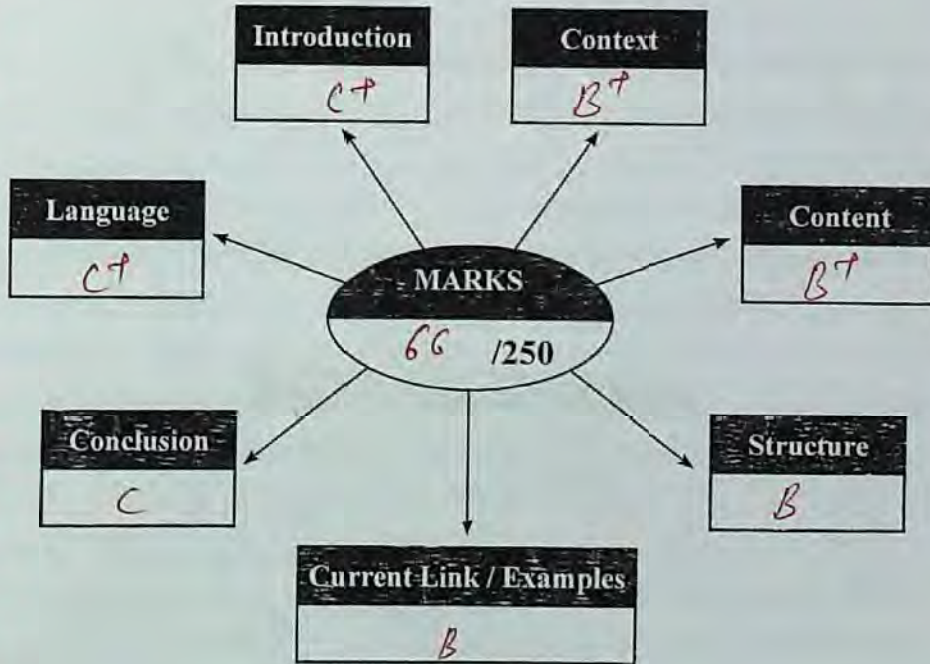 Introduction
C+
Context
B+
Language
C+
Content
B+
MARKS
66 /250
Conclusion
C
Structure
B
Current Link / Examples
B